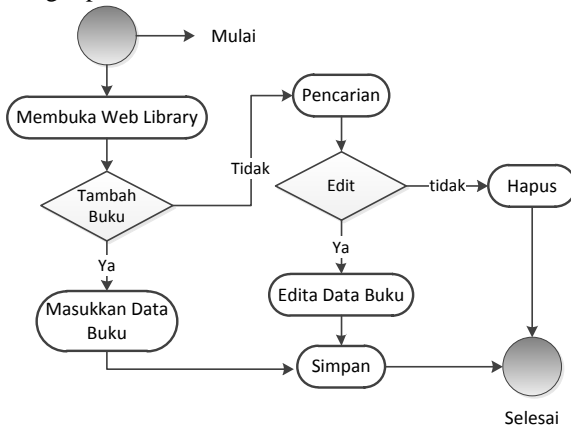 Mulai
Membuka Web Library
Tambah
Buku
Tidak
Pencarian
Edit
tidak
Hapus
Ya
Ya
Masukkan Data
Buku
Edita Data Buku
Simpan
Selesai